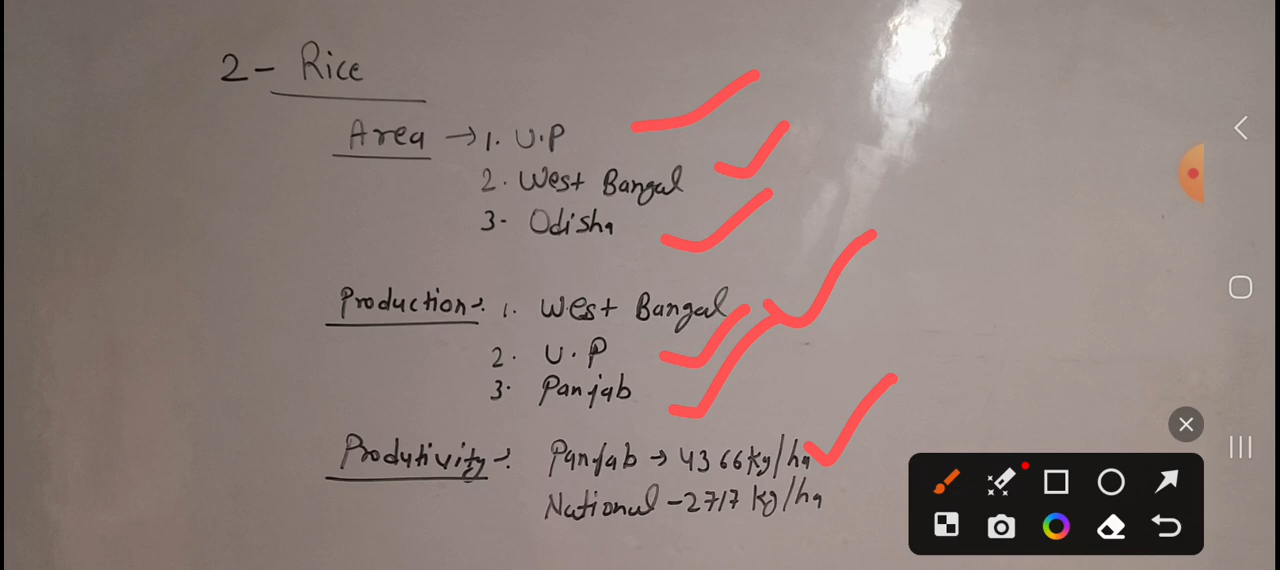 2- Rice
Area → 1. U.P
2. West Bangal
3- Odisha
Production:- 1. West Bangal
2. U.P
3. Panjab
Produtivity:- Panjab → 4366 kg/ha
National - 2717 kg/ha